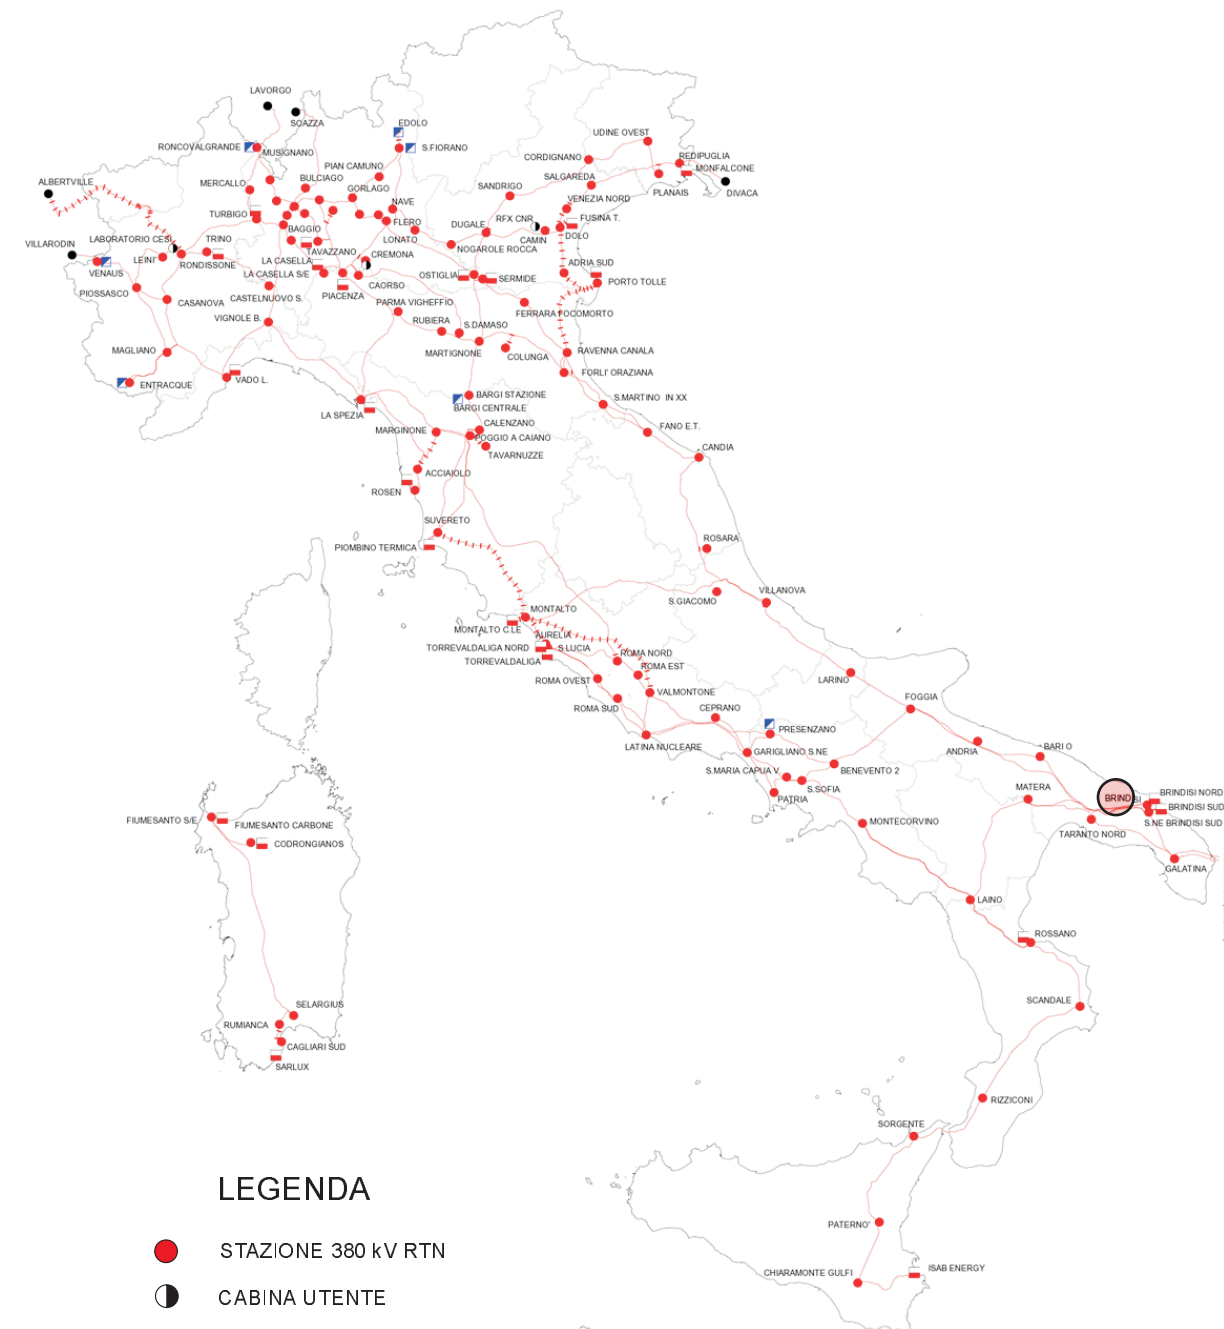 LAVORGO
SOAZZA
EDOLO
RONCOVALGRANDE
MUSIGNANO
S.FIORANO
UDINE OVEST
CORDIGNANO
REDIPUGLIA
MONFALCONE
ALBERTVILLE
PIAN CAMUNO
MERCALLO
BULCIAGO
GORLAGO
SANDRIGO
SALGAREDA
PLANAIS
DIVACA
TURBIGO
NAVE
VENEZIA NORD
RFX CNR
FUSINA T.
BAGGIO
FLERO
DUGALE
CAMIN
DOLO
VILLARODIN
LABORATORIO CESI
TRINO
LONATO
NOGAROLE ROCCA
LEINI'
RONDISSONE
TAVAZZANO
CREMONA
LA CASELLA
ADRIA SUD
VENAUS
LA CASELLA S/E
OSTIGLIA
SERMIDE
PORTO TOLLE
PIOSSASCO
CASTELNUOVO S.
PIACENZA
CAORSO
CASANOVA
PARMA VIGHEFFIO
FERRARA FOCOMORTO
VIGNOLE B.
RUBIERA
S.DAMASO
MAGLIANO
MARTIGNONE
COLUNGA
RAVENNA CANALA
FORLI' ORAZIANA
ENTRACQUE
VADO L.
BARGI STAZIONE
BARGI CENTRALE
S.MARTINO IN XX
LA SPEZIA
CALENZANO
MARGINONE
POGGIO A CAIANO
FANO E.T.
TAVARNUZZE
CANDIA
ACCIAIOLO
ROSEN
SUVERETO
PIOMBINO TERMICA
ROSARA
VILLANOVA
S.GIACOMO
MONTALTO
MONTALTO C.LE
AURELIA
TORREVALDALIGA NORD
S.LUCIA
TORREVALDALIGA
ROMA NORD
ROMA EST
ROMA OVEST
LARINO
VALMONTONE
ROMA SUD
CEPRANO
FOGGIA
PRESENZANO
LATINA NUCLEARE
GARIGLIANO S.NE
ANDRIA
BARI O
S.MARIA CAPUA V.
BENEVENTO 2
S.SOFIA
MATERA
BRINDISI
BRINDISI NORD
PATRIA
BRINDISI SUD
S.NE BRINDISI SUD
FIUMESANTO S/E
FIUMESANTO CARBONE
MONTECORVINO
TARANTO NORD
CODRONGIANOS
GALATINA
LAINO
ROSSANO
SCANDALE
SELARGIUS
RUMIANCA
CAGLIARI SUD
SARLUX
RIZZICONI
SORGENTE
LEGENDA
PATERNO'
STAZIONE 380 kV RTN
ISAB ENERGY
CHIARAMONTE GULFI
CABINA UTENTE